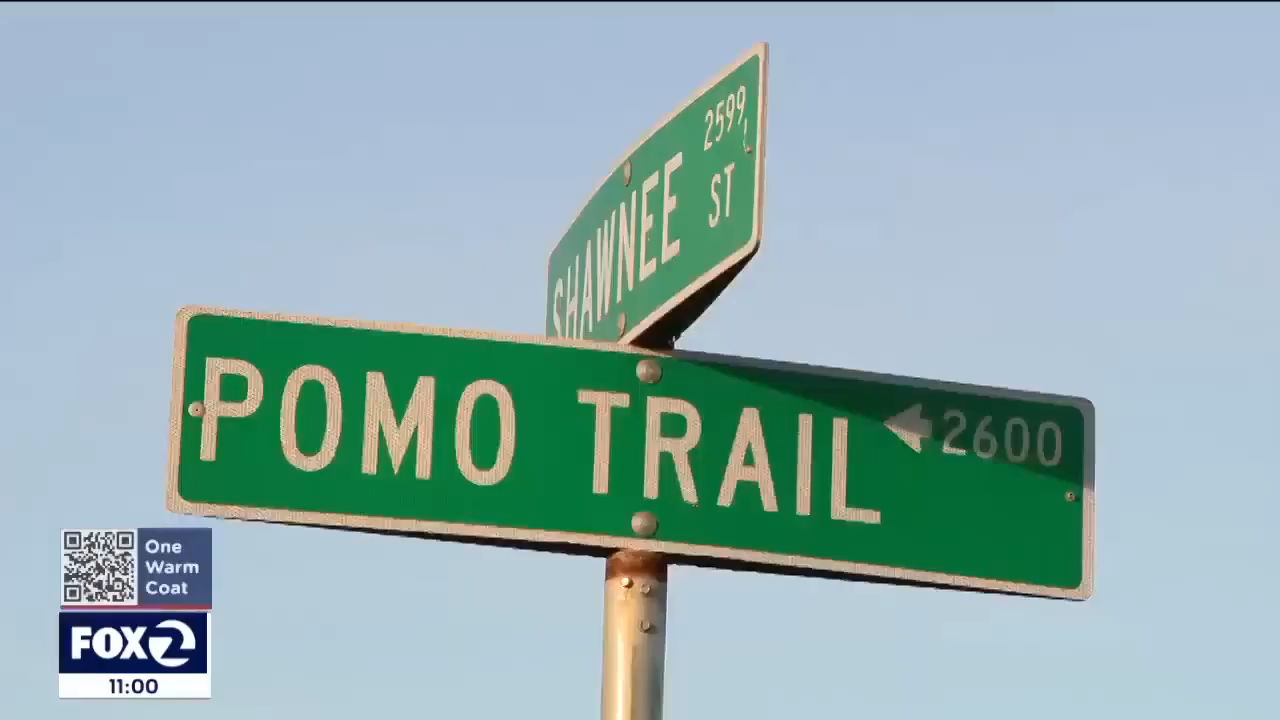 2599
SHAWNEE ST
POMO TRAIL 2600
One
Warm
Coat
FOX 2
11:00